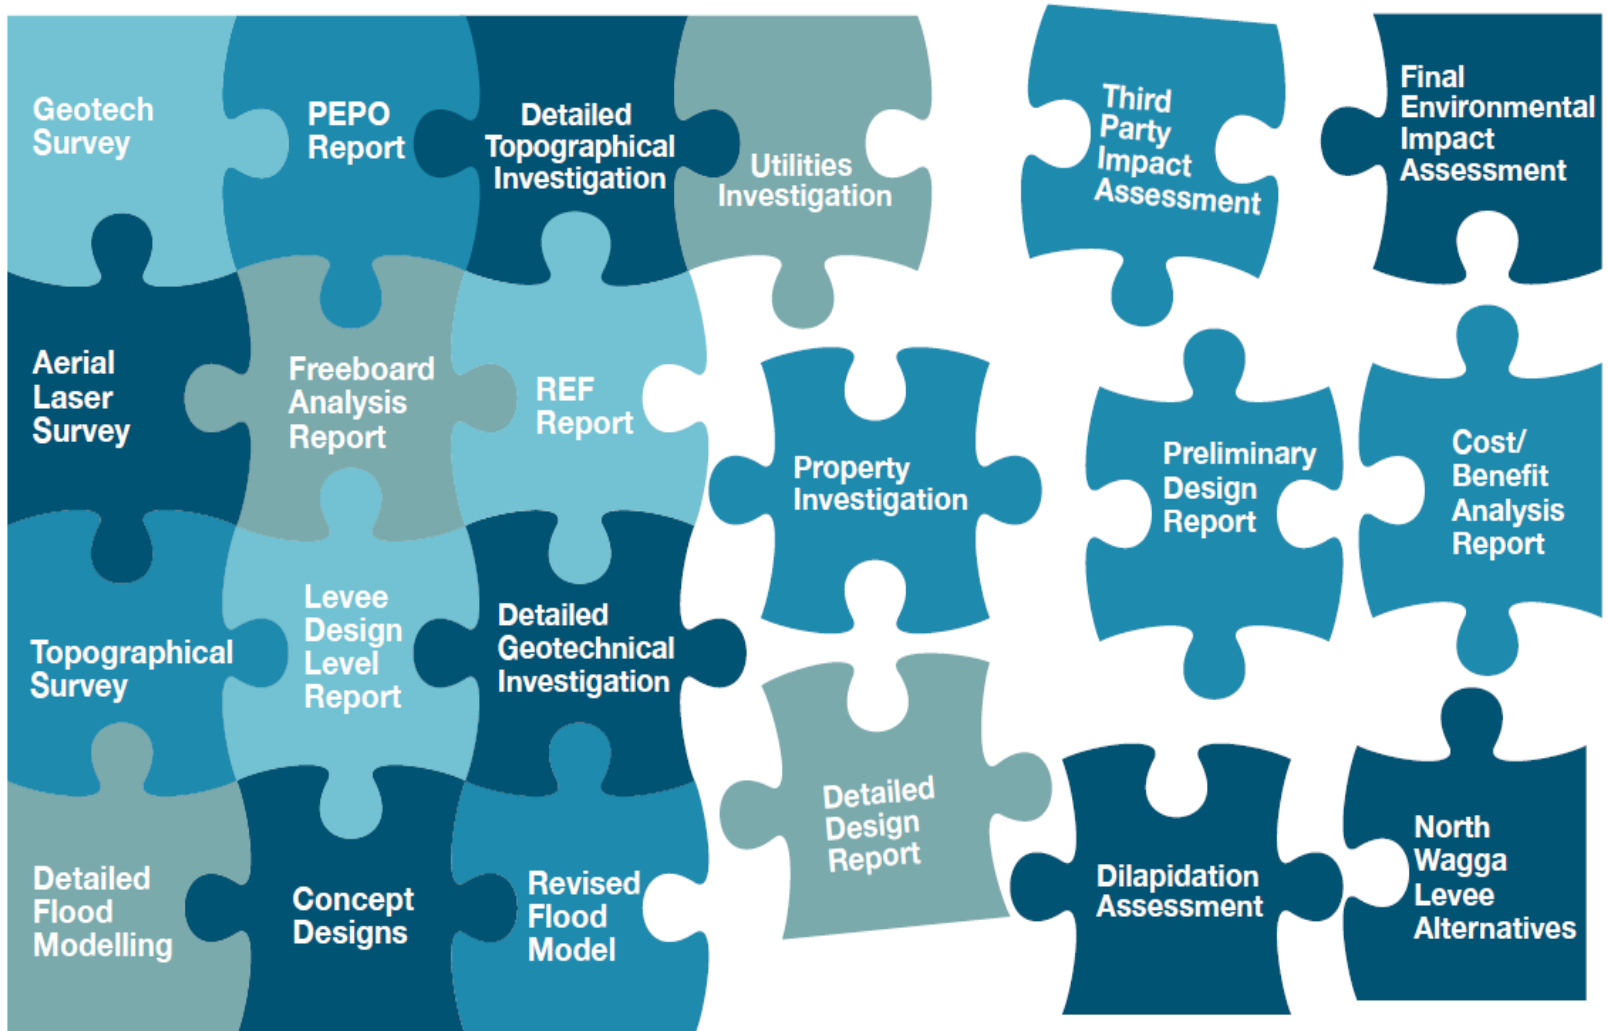 Geotech
Survey
PEPO
Report
Detailed
Topographical
Investigation
Utilities
Investigation
Third
Party
Impact
Assessment
Final
Environmental
Impact
Assessment
Aerial
Laser
Survey
Freeboard
Analysis
Report
REF
Report
Property
Investigation
Preliminary
Design
Report
Cost/
Benefit
Analysis
Report
Topographical
Survey
Levee
Design
Level
Report
Detailed
Geotechnical
Investigation
Detailed
Design
Report
Dilapidation
Assessment
North
Wagga
Levee
Alternatives
Detailed
Flood
Modelling
Concept
Designs
Revised
Flood
Model